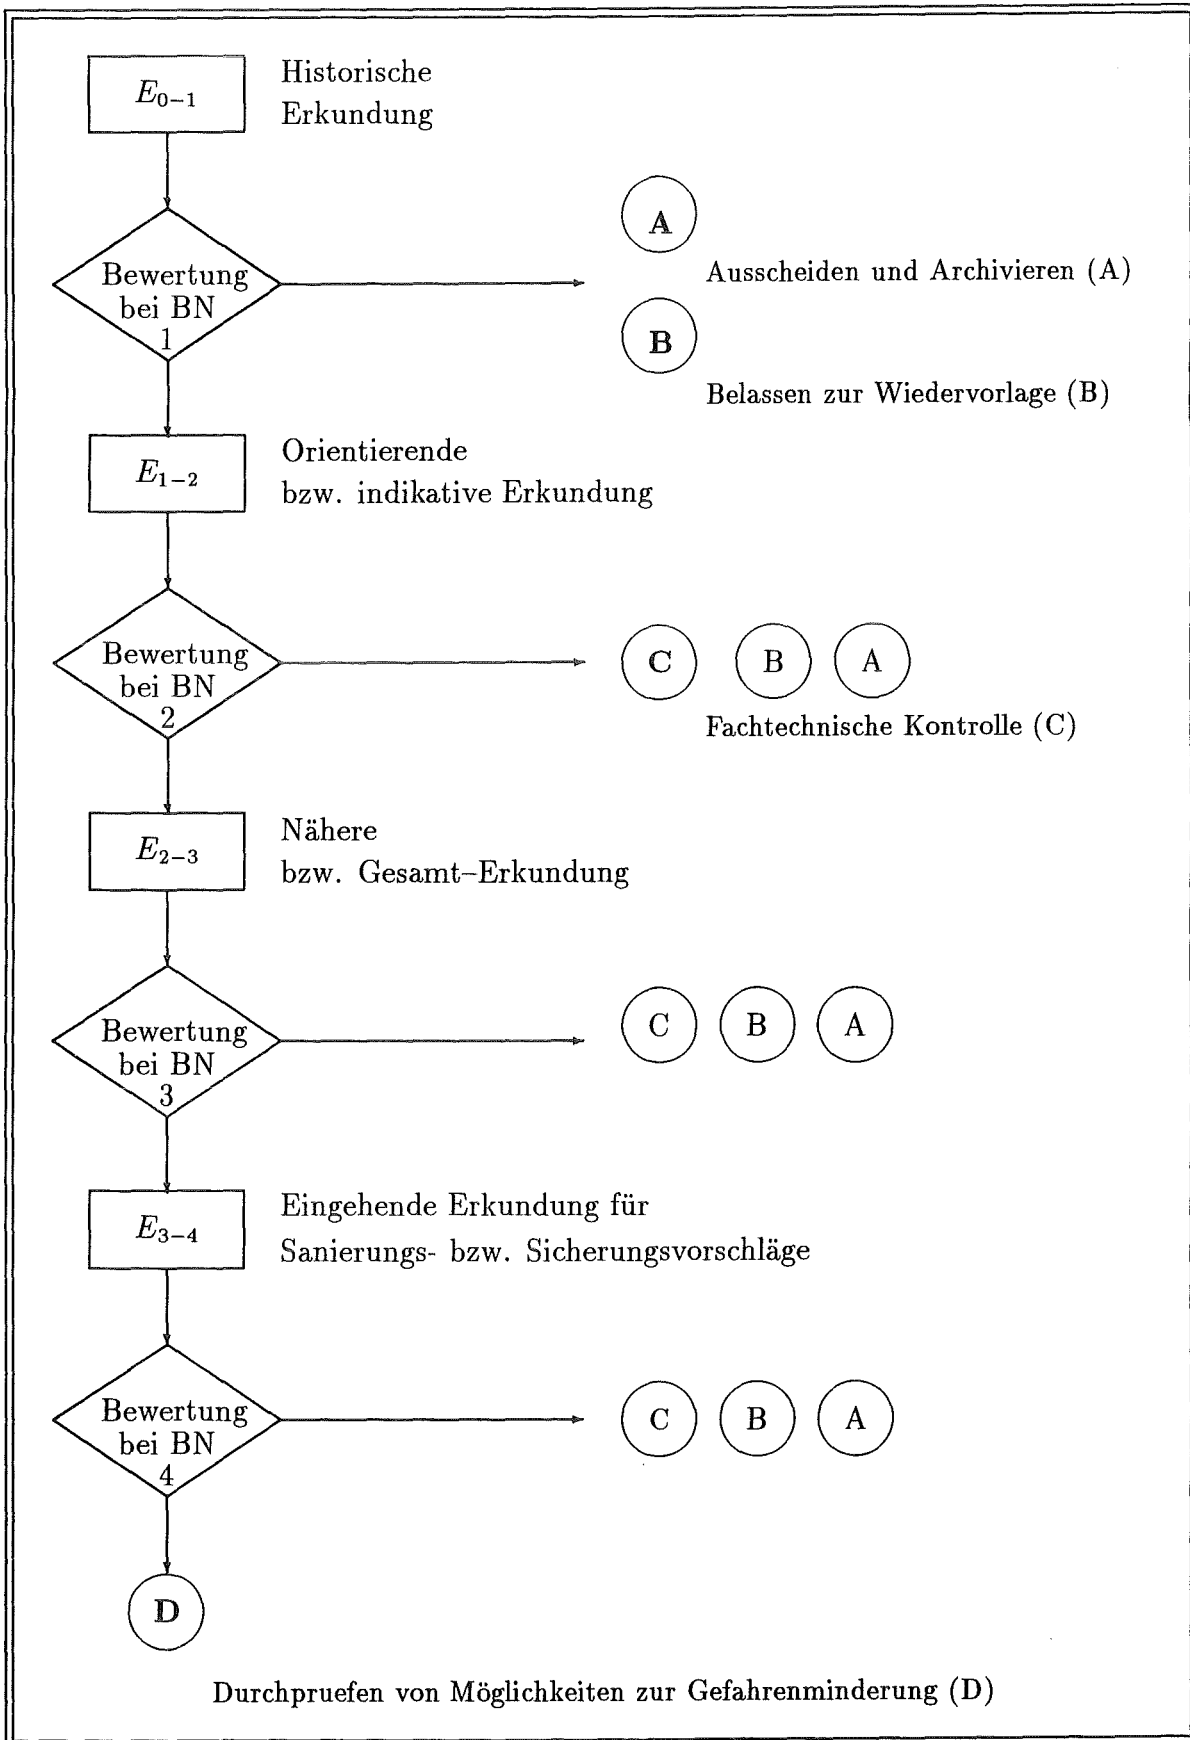 E₀₋₁
Historische
Erkundung
A
Bewertung
bei BN
1
Ausscheiden und Archivieren (A)
B
Belassen zur Wiedervorlage (B)
E₁₋₂
Orientierende
bzw. indikative Erkundung
Bewertung
bei BN
2
C B A
Fachtechnische Kontrolle (C)
E₂₋₃
Nähere
bzw. Gesamt–Erkundung
Bewertung
bei BN
3
C B A
E₃₋₄
Eingehende Erkundung für
Sanierungs- bzw. Sicherungsvorschläge
Bewertung
bei BN
4
C B A
D
Durchpruefen von Möglichkeiten zur Gefahrenminderung (D)